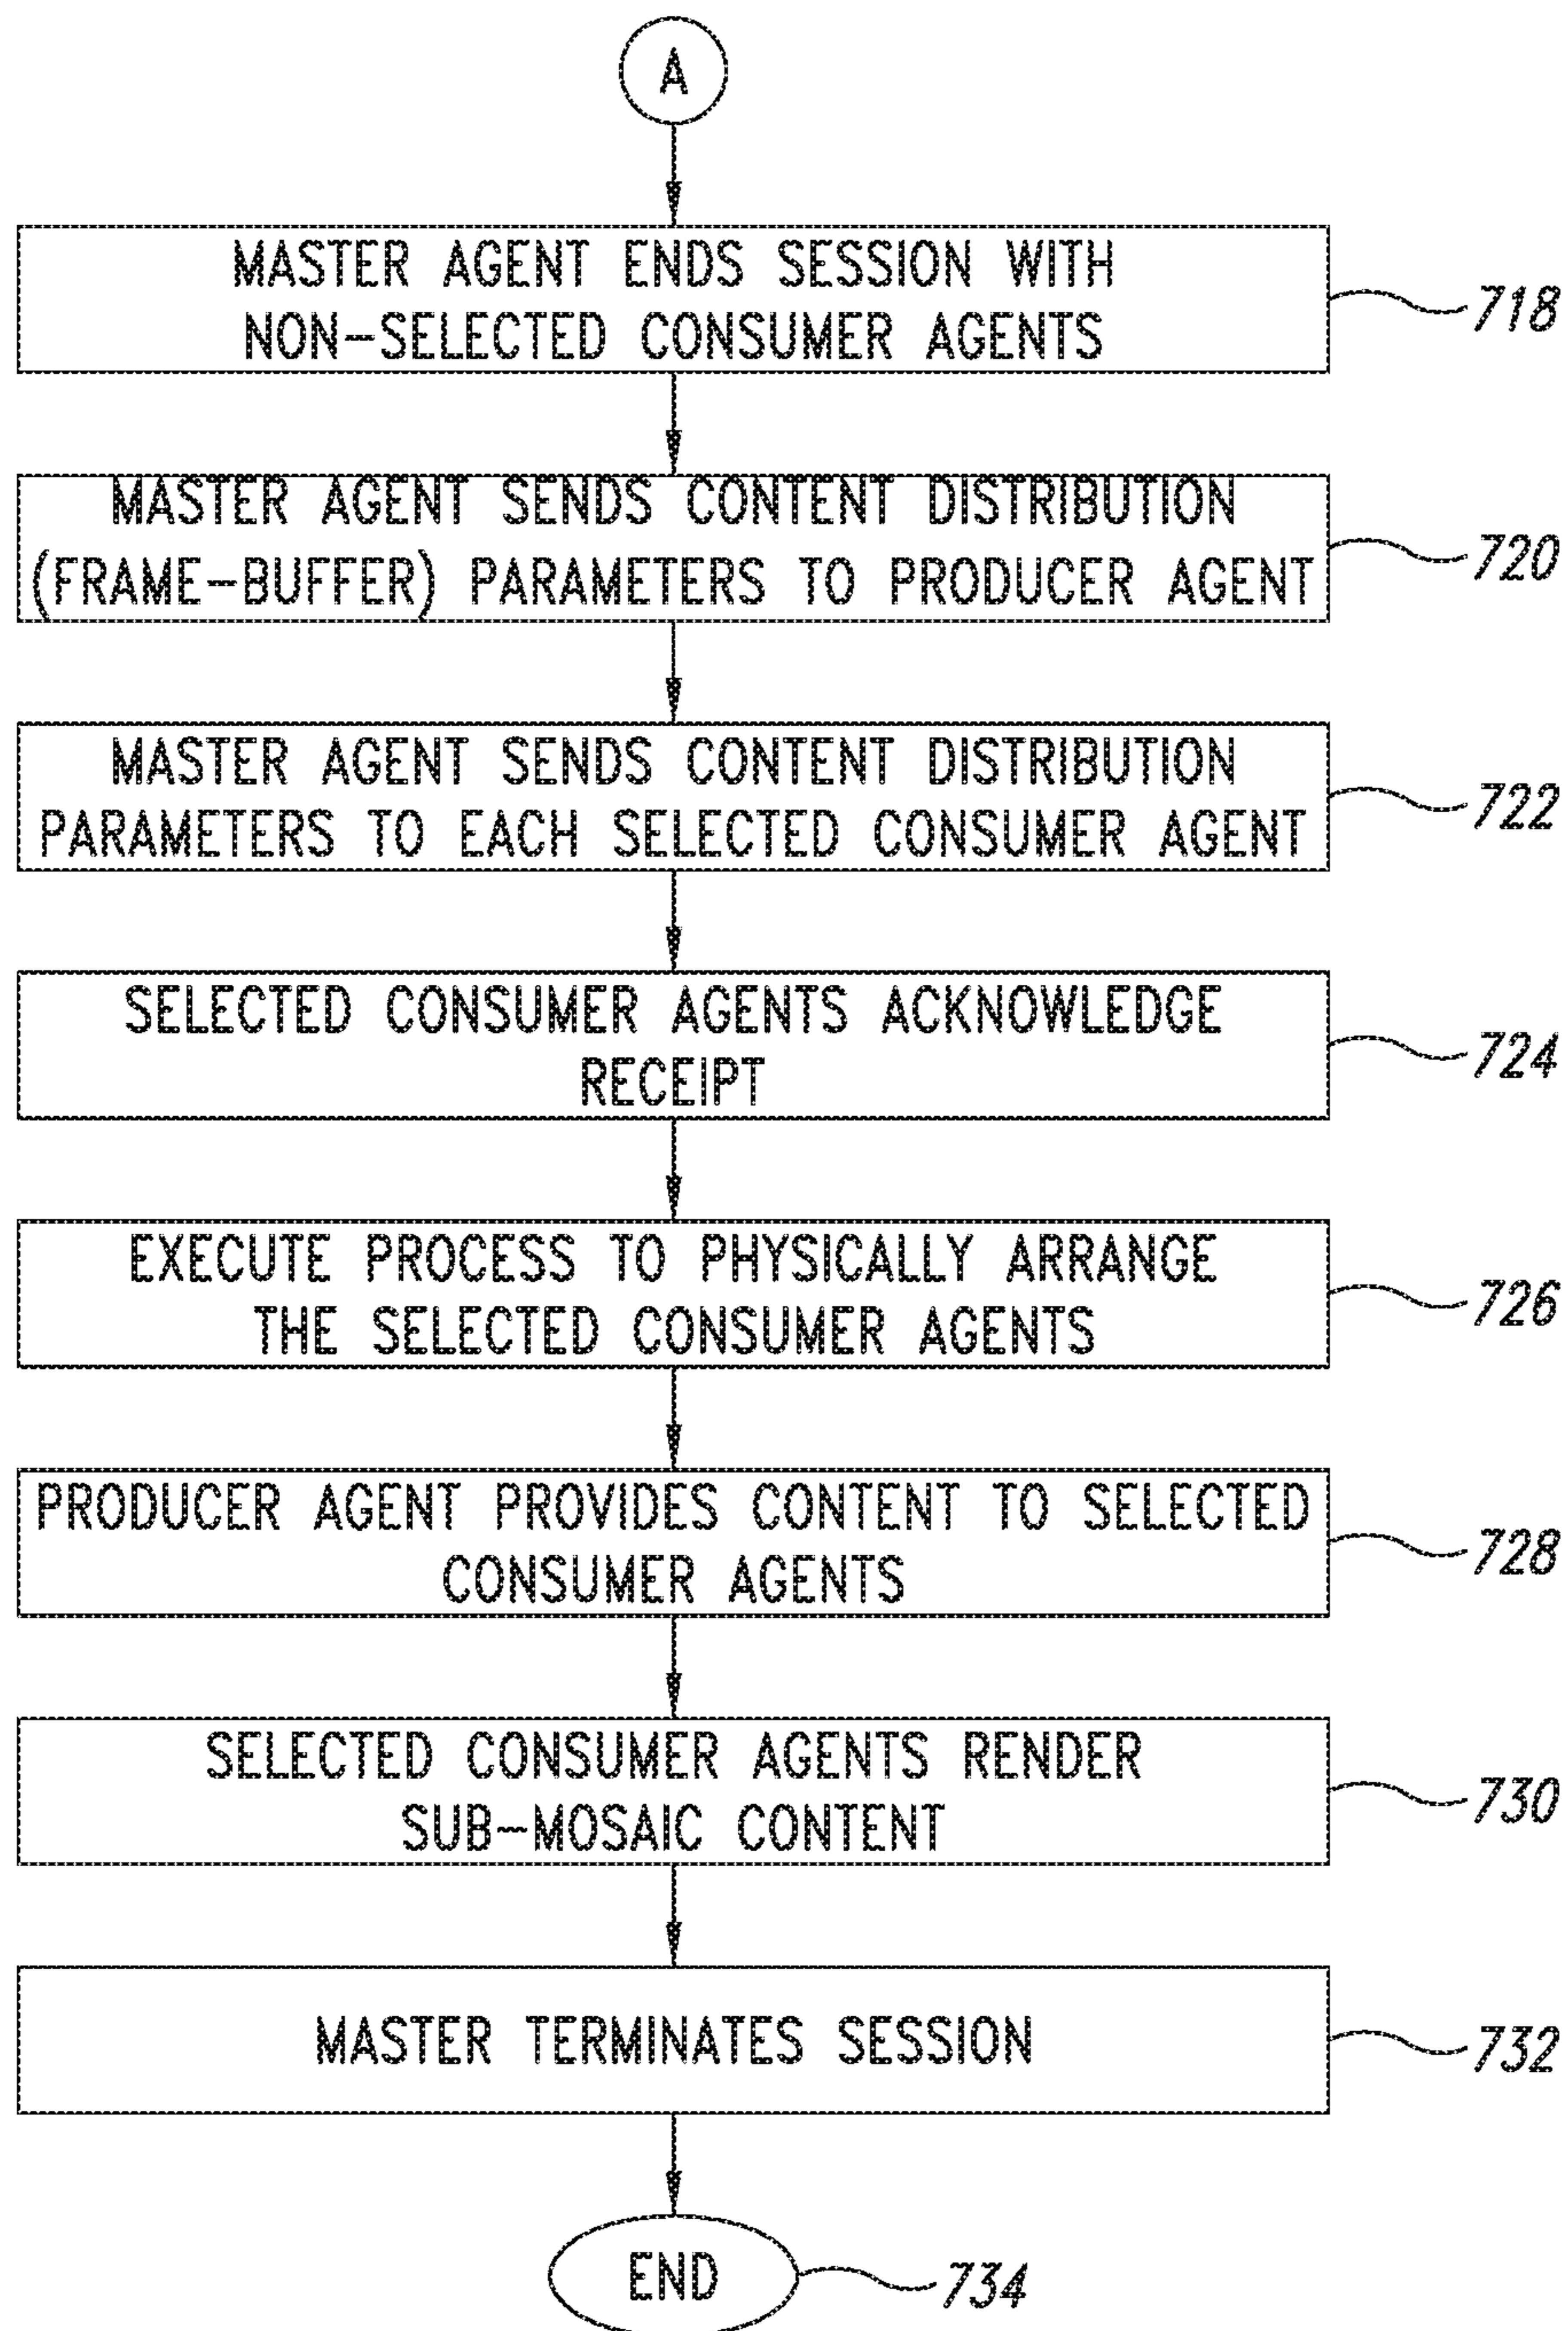 A
MASTER AGENT ENDS SESSION WITH
NON-SELECTED CONSUMER AGENTS
718
MASTER AGENT SENDS CONTENT DISTRIBUTION
(FRAME-BUFFER) PARAMETERS TO PRODUCER AGENT
720
MASTER AGENT SENDS CONTENT DISTRIBUTION
PARAMETERS TO EACH SELECTED CONSUMER AGENT
722
SELECTED CONSUMER AGENTS ACKNOWLEDGE
RECEIPT
724
EXECUTE PROCESS TO PHYSICALLY ARRANGE
THE SELECTED CONSUMER AGENTS
726
PRODUCER AGENT PROVIDES CONTENT TO SELECTED
CONSUMER AGENTS
728
SELECTED CONSUMER AGENTS RENDER
SUB-MOSAIC CONTENT
730
MASTER TERMINATES SESSION
732
END
734